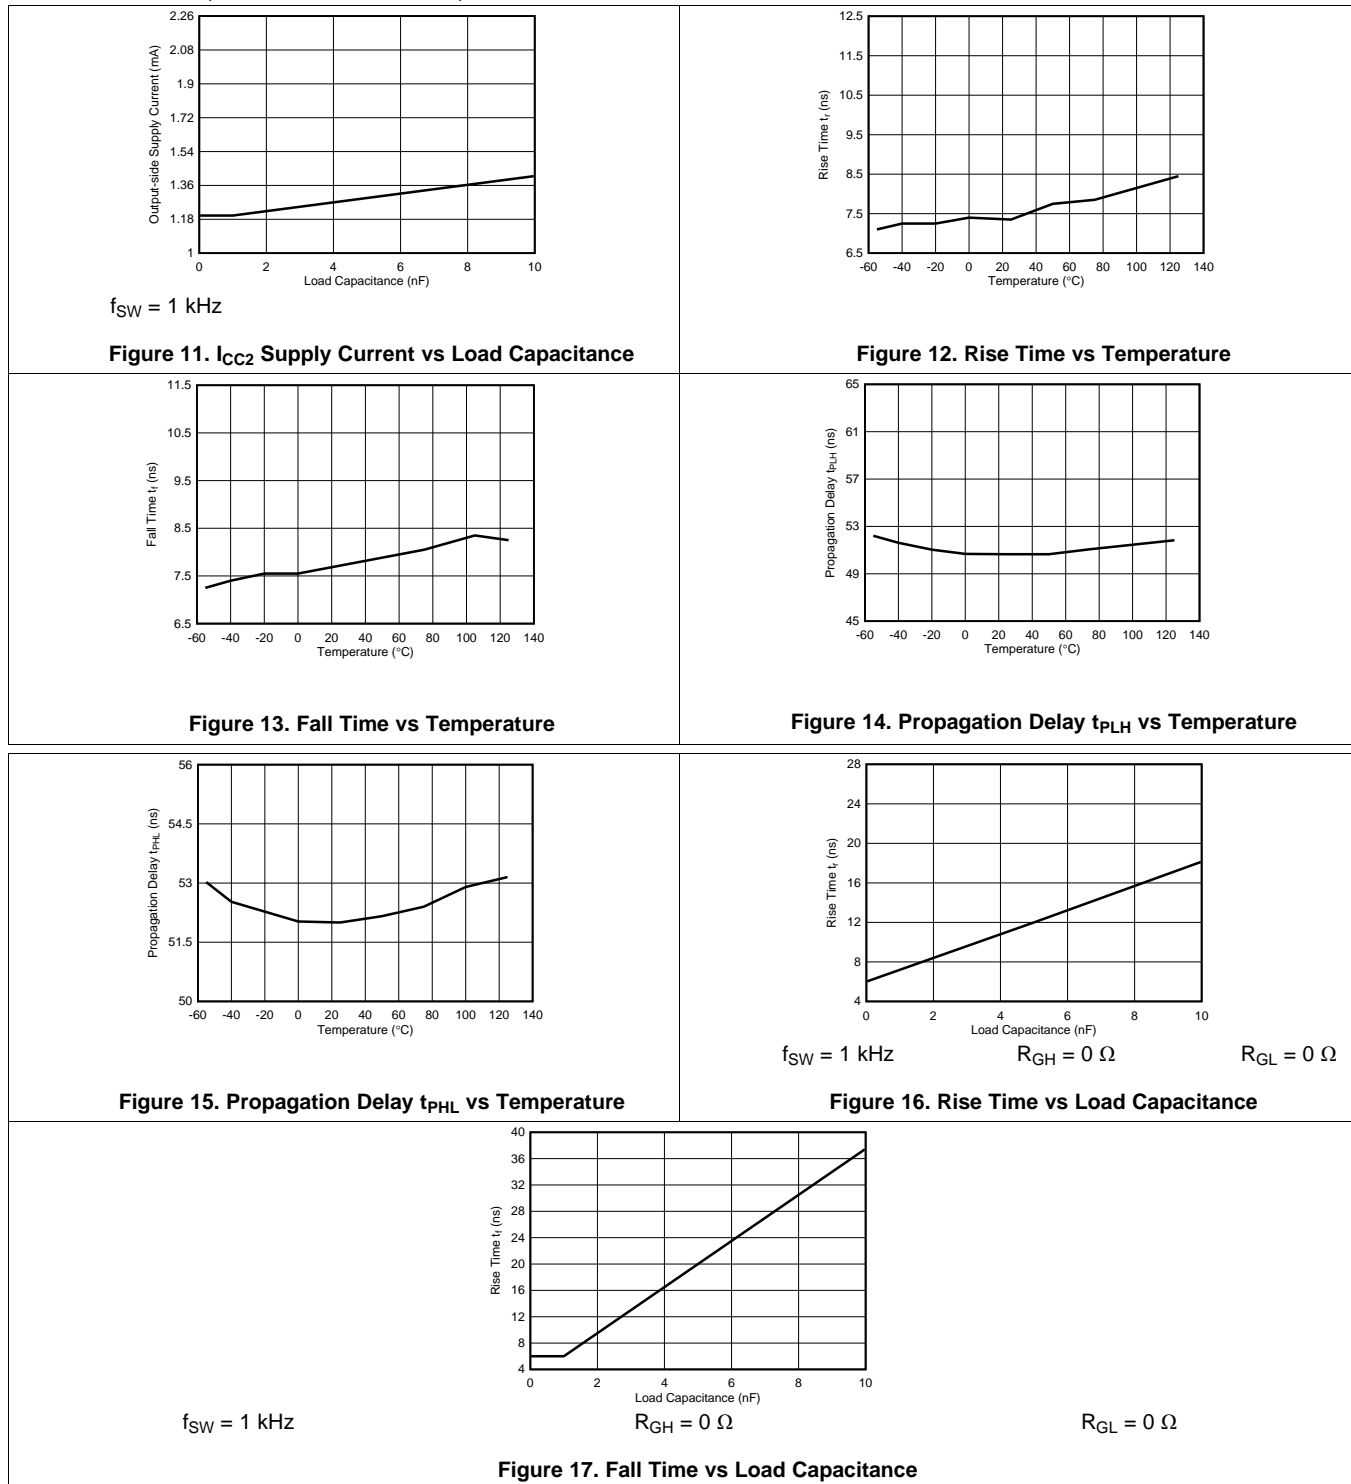 2.26
2.08
1.9
1.72
1.54
1.36
1.18
1
Output-side Supply Current (mA)
0 2 4 6 8 10
Load Capacitance (nF)
fSW = 1 kHz
Figure 11. ICC2 Supply Current vs Load Capacitance
12.5
11.5
10.5
9.5
8.5
7.5
6.5
Rise Time tr (ns)
-60 -40 -20 0 20 40 60 80 100 120 140
Temperature (°C)
Figure 12. Rise Time vs Temperature
11.5
10.5
9.5
8.5
7.5
6.5
Fall Time tf (ns)
-60 -40 -20 0 20 40 60 80 100 120 140
Temperature (°C)
Figure 13. Fall Time vs Temperature
65
61
57
53
49
45
Propagation Delay tPLH (ns)
-60 -40 -20 0 20 40 60 80 100 120 140
Temperature (°C)
Figure 14. Propagation Delay tPLH vs Temperature
56
54.5
53
51.5
50
Propagation Delay tPHL (ns)
-60 -40 -20 0 20 40 60 80 100 120 140
Temperature (°C)
Figure 15. Propagation Delay tPHL vs Temperature
28
24
20
16
12
8
4
Rise Time tr (ns)
0 2 4 6 8 10
Load Capacitance (nF)
fSW = 1 kHz RGH = 0 Ω RGL = 0 Ω
Figure 16. Rise Time vs Load Capacitance
40
36
32
28
24
20
16
12
8
4
Rise Time tf (ns)
0 2 4 6 8 10
Load Capacitance (nF)
fSW = 1 kHz RGH = 0 Ω RGL = 0 Ω
Figure 17. Fall Time vs Load Capacitance